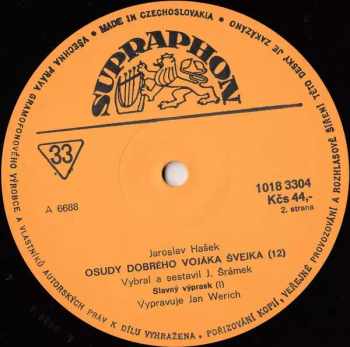 MADE IN CZECHOSLOVAKIA • VŠECHNA PRÁVA GRAMOFONOVÉHO VÝROBCE A VLASTNÍKŮ AUTORSKÝCH PRÁV K DÍLU VYHRAŽENA. POŘIZOVÁNÍ KOPIÍ, VEŘEJNÉ PROVOZOVÁNÍ A ROZHLASOVÉ ŠÍŘENÍ TÉTO DESKY JE ZAKÁZÁNO
SUPRAPHON
33
1018 3304
Kčs 44,-
A 6688
2. strana
Jaroslav Hašek
OSUDY DOBRÉHO VOJÁKA ŠVEJKA (12)
Vybral a sestavil J. Šrámek
Slavný výprask (I)
Vypravuje Jan Werich